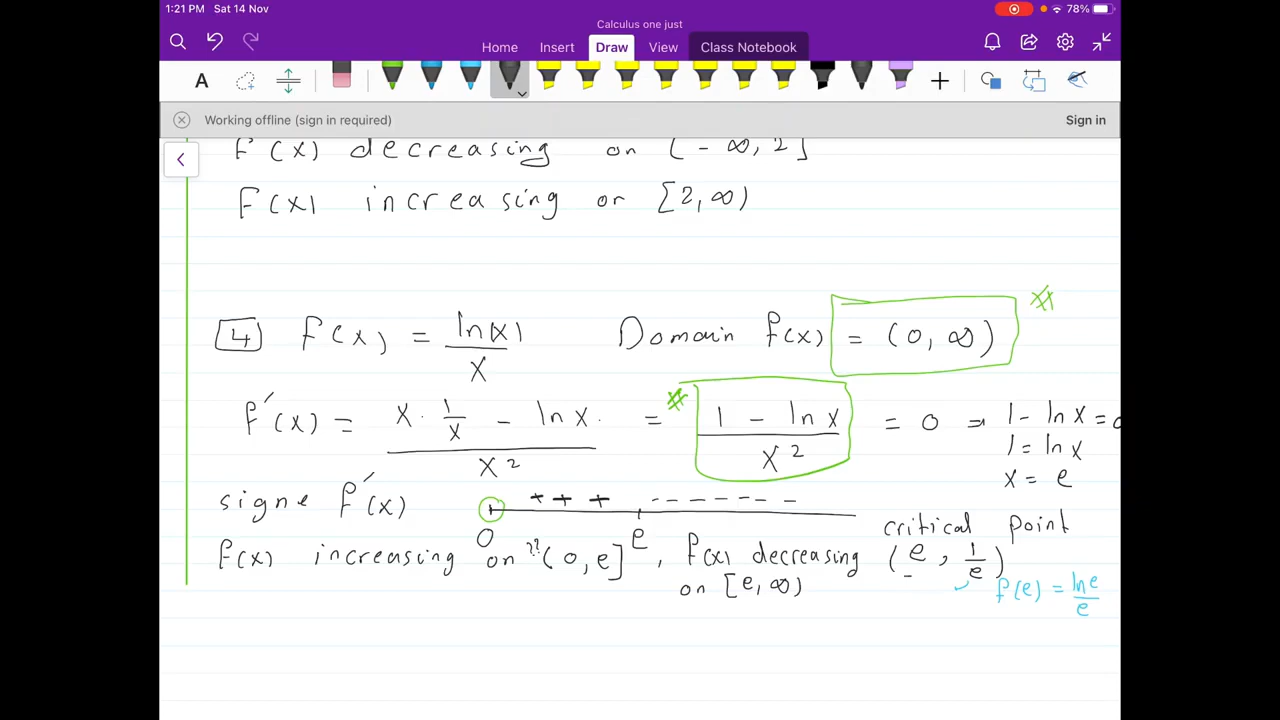 1:21 PM Sat 14 Nov
78%
Calculus one just
Home Insert Draw View Class Notebook
A
Working offline (sign in required) Sign in
f(x) decreasing on (-∞, 2]
f(x) increasing on [2, ∞)
4 f(x) = ln(x)/x Domain f(x) = (0, ∞)
f'(x) = (x · 1/x - ln x ·)/x² = (1 - ln x)/x² = 0 ⇒ 1 - ln x = 0
1 = ln x
x = e
signe f'(x) + + + - - - - - - -
0 e
critical point
f(x) increasing on (0, e], f(x) decreasing (e, 1/e)
on [e, ∞)
f(e) = ln e/e